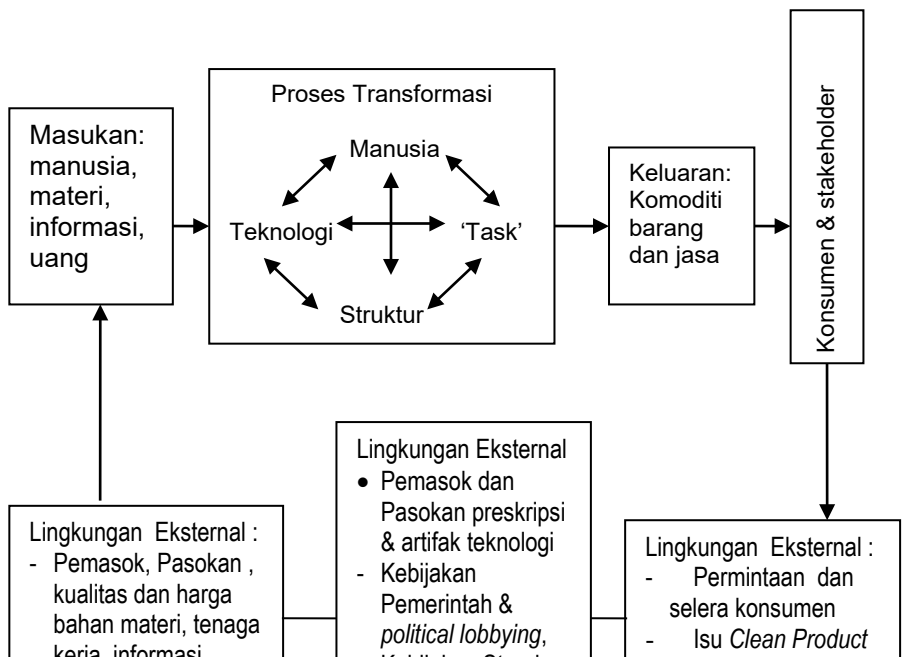 Proses Transformasi
Masukan:
manusia,
materi,
informasi,
uang
Manusia
Teknologi
‘Task’
Struktur
Keluaran:
Komoditi
barang
dan jasa
Konsumen & stakeholder
Lingkungan Eksternal :
- Pemasok, Pasokan ,
kualitas dan harga
bahan materi, tenaga
kerja, informasi
Lingkungan Eksternal
• Pemasok dan
Pasokan preskripsi
& artifak teknologi
- Kebijakan
Pemerintah &
political lobbying,
Lingkungan Eksternal :
- Permintaan dan
selera konsumen
- Isu Clean Product